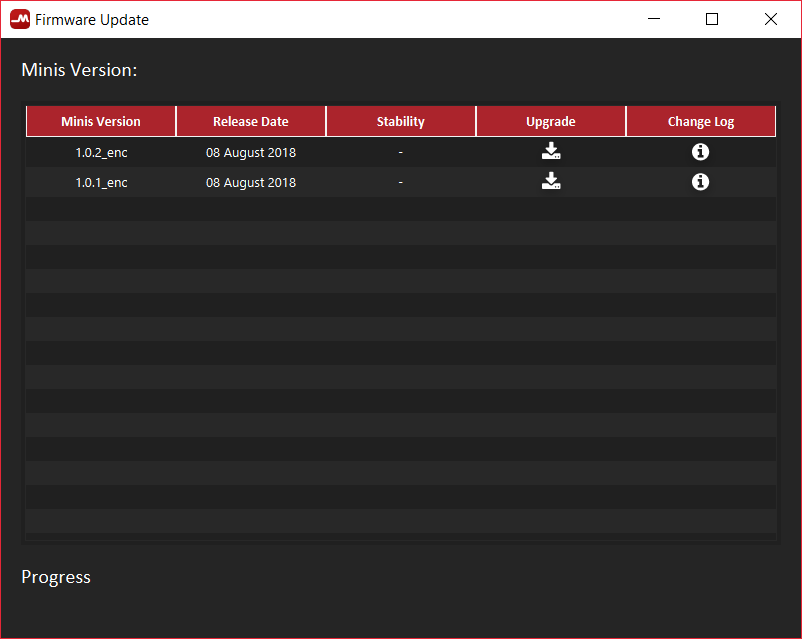 Firmware Update
Minis Version:
Minis Version Release Date Stability Upgrade Change Log
1.0.2_enc 08 August 2018 -
1.0.1_enc 08 August 2018 -
Progress